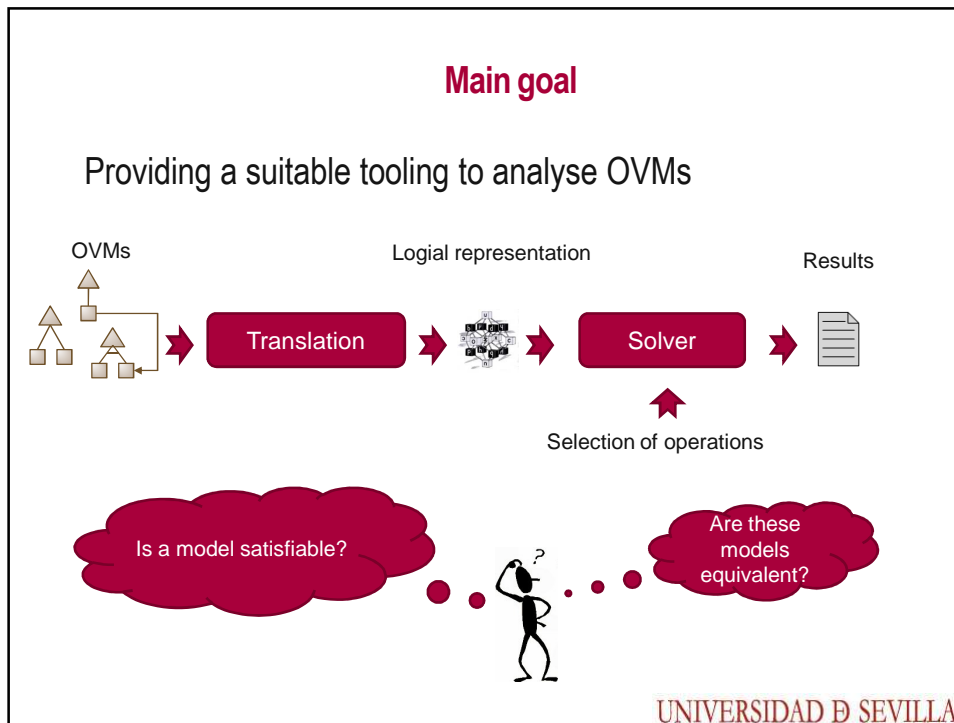 Main goal
Providing a suitable tooling to analyse OVMs
OVMs
Logial representation
Results
Translation
Solver
Selection of operations
Is a model satisfiable?
Are these
models
equivalent?
?
UNIVERSIDAD Ð SEVILLA